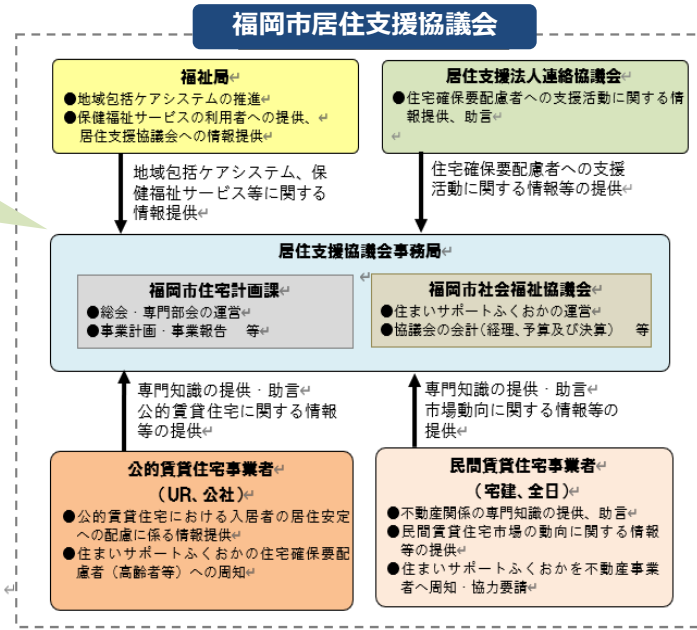 福岡市居住支援協議会
福祉局↵
●地域包括ケアシステムの推進↵
●保健福祉サービスの利用者への提供、↵
居住支援協議会への情報提供↵
居住支援法人連絡協議会↵
●住宅確保要配慮者への支援活動に関する情
報提供、助言↵
↵
地域包括ケアシステム、保
健福祉サービス等に関する
情報提供↵
住宅確保要配慮者への支援
活動に関する情報等の提供↵
居住支援協議会事務局↵
↵
福岡市住宅計画課↵
●総会・専門部会の運営↵
●事業計画・事業報告　等↵
福岡市社会福祉協議会↵
●住まいサポートふくおかの運営↵
●協議会の会計(経理、予算及び決算)　等
専門知識の提供・助言↵
公的賃貸住宅に関する情報
等の提供↵
専門知識の提供・助言↵
市場動向に関する情報等の
提供↵
公的賃貸住宅事業者↵
(UR、公社)↵
●公的賃貸住宅における入居者の居住安定
への配慮に係る情報提供↵
●住まいサポートふくおかの住宅確保要配
慮者(高齢者等)への周知↵
民間賃貸住宅事業者↵
(宅建、全日)↵
●不動産関係の専門知識の提供、助言↵
●民間賃貸住宅市場の動向に関する情報
等の提供↵
●住まいサポートふくおかを不動産事業
者へ周知・協力要請↵
↵